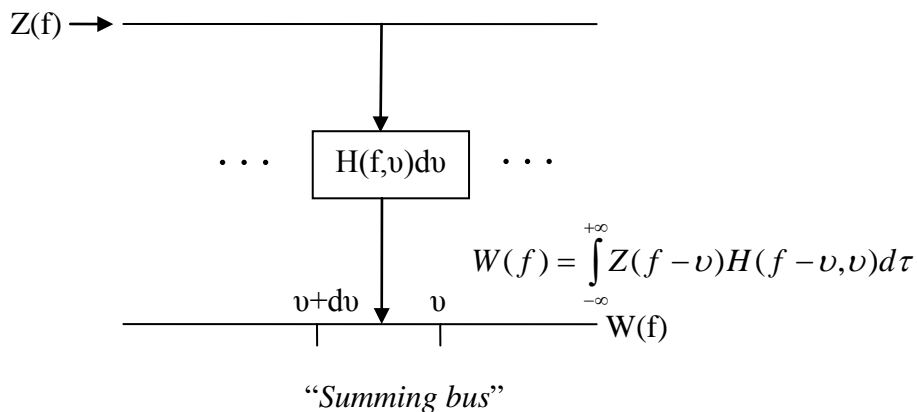 Z(f)
. . . H(f,υ)dυ . . .
W(f) = ∫_{-∞}^{+∞} Z(f − υ)H(f − υ,υ)dτ
υ+dυ υ
W(f)
“Summing bus”